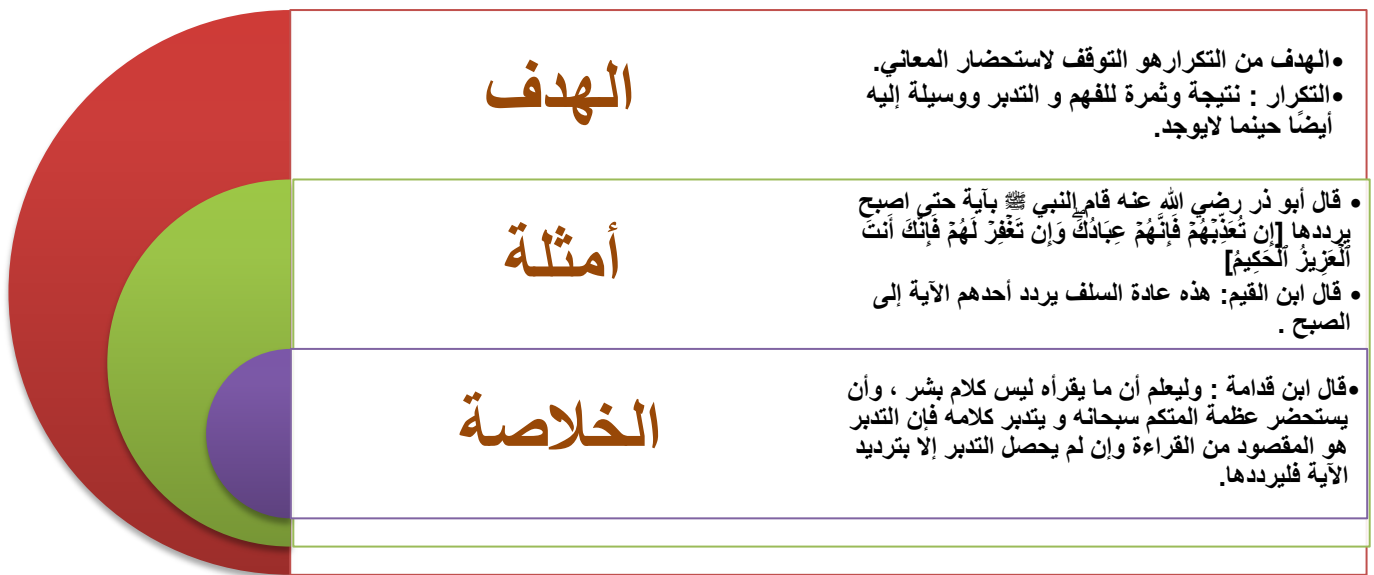 الهدف
•الهدف من التكرارهو التوقف لاستحضار المعاني.
•التكرار : نتيجة وثمرة للفهم و التدبر ووسيلة إليه
أيضًا حينما لايوجد.
أمثلة
• قال أبو ذر رضي الله عنه قام النبي ﷺ بآية حتى اصبح
يرددها [إِن تُعَذِّبۡهُمۡ فَإِنَّهُمۡ عِبَادُكَۖ وَإِن تَغۡفِرۡ لَهُمۡ فَإِنَّكَ أَنتَ
ٱلۡعَزِيزُ ٱلۡحَكِيمُ]
• قال ابن القيم: هذه عادة السلف يردد أحدهم الآية إلى
الصبح .
الخلاصة
•قال ابن قدامة : وليعلم أن ما يقرأه ليس كلام بشر ، وأن
يستحضر عظمة المتكم سبحانه و يتدبر كلامه فإن التدبر
هو المقصود من القراءة وإن لم يحصل التدبر إلا بترديد
الآية فليرددها.